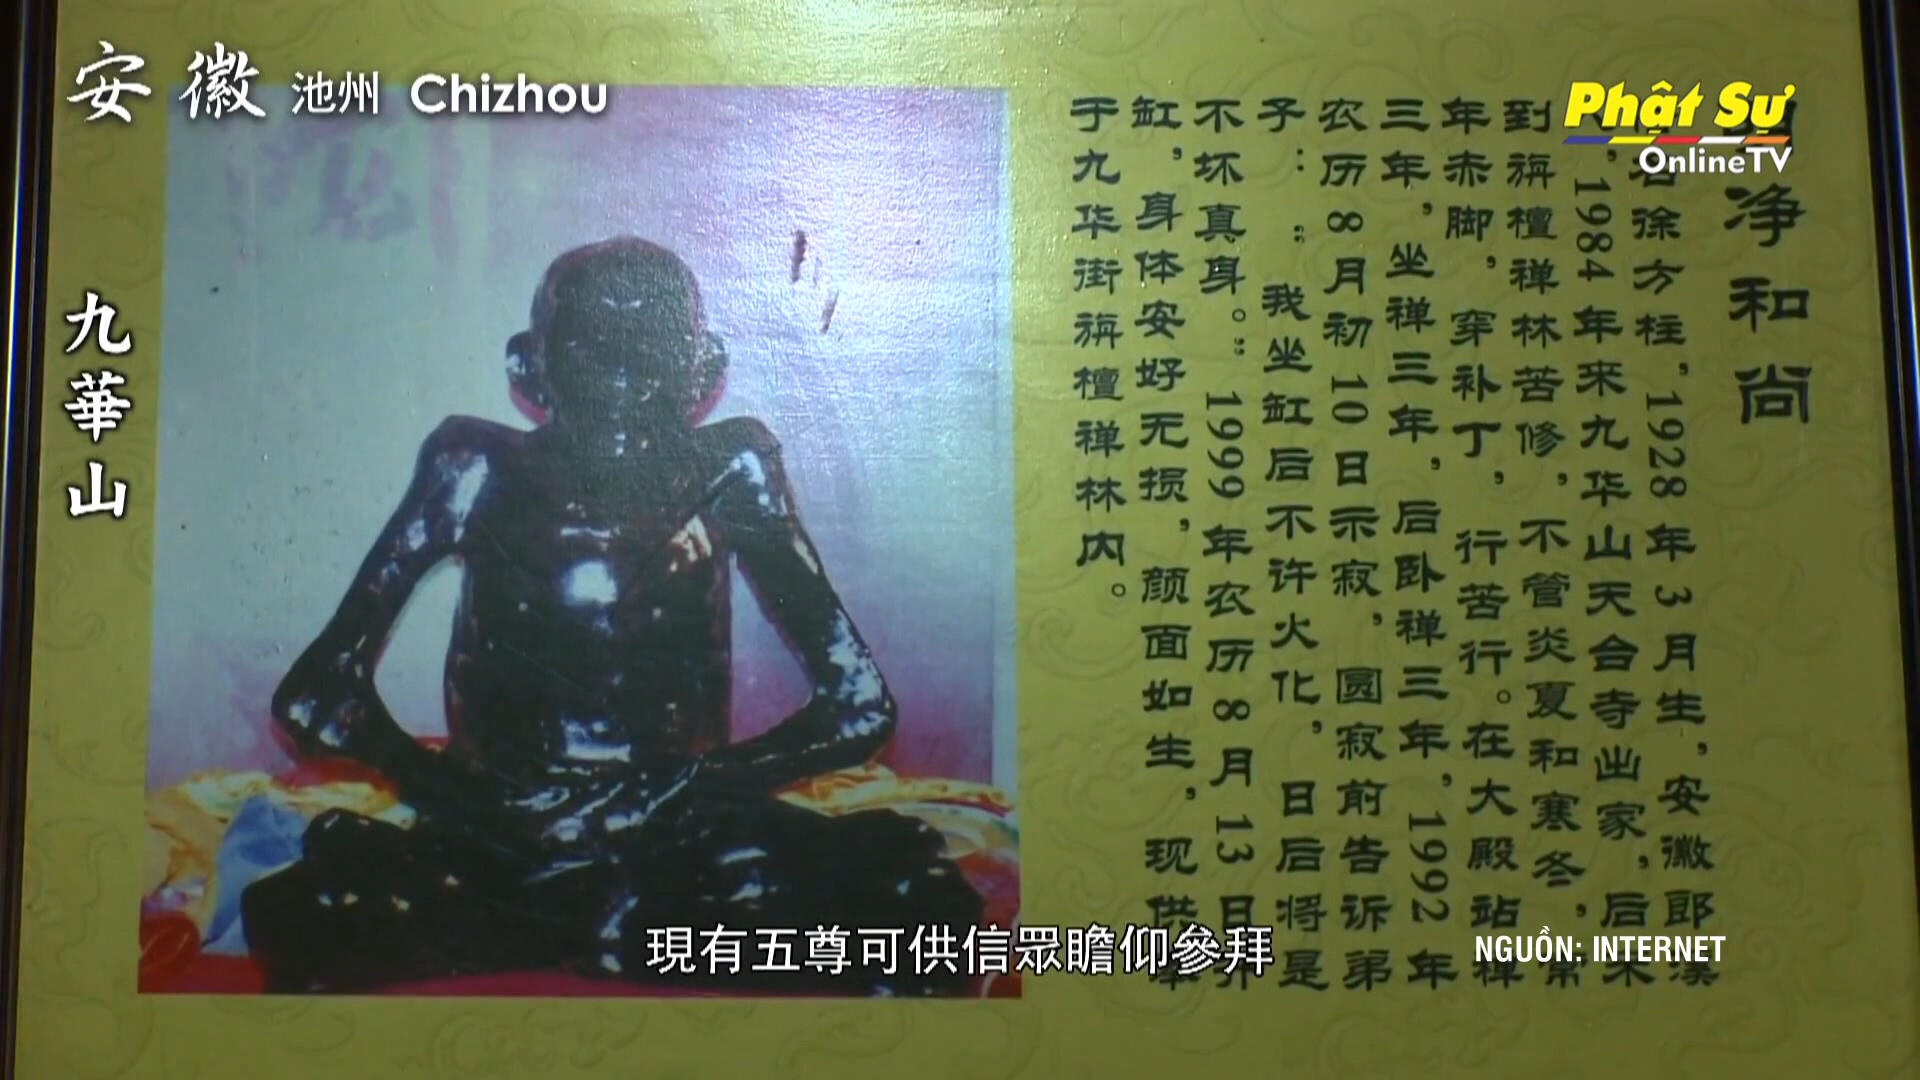 安徽 池州 Chizhou
九華山
Phật Sự
OnlineTV
净和尚
名徐方柱，1928年3月生，安徽郎溪
，1984年来九华山天台寺出家，后来
到旃檀禅林苦修，不管炎夏和寒冬，常
年赤脚，穿补丁，行苦行。在大殿站禅
三年，坐禅三年，后卧禅三年，1992年
农历8月初10日示寂，圆寂前告诉弟
子：“我坐缸后不许火化，日后将是
不坏真身。”1999年农历8月13日开
缸，身体安好无损，颜面如生，现供奉
于九华街旃檀禅林内。
現有五尊可供信眾瞻仰參拜
NGUỒN: INTERNET